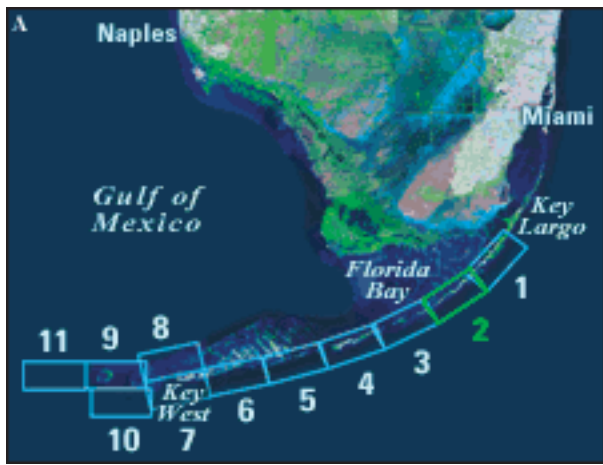 A
Naples
Miami
Gulf of
Mexico
Key
Largo
Florida
Bay
1
2
3
4
5
6
7
8
9
10
11
Key
West